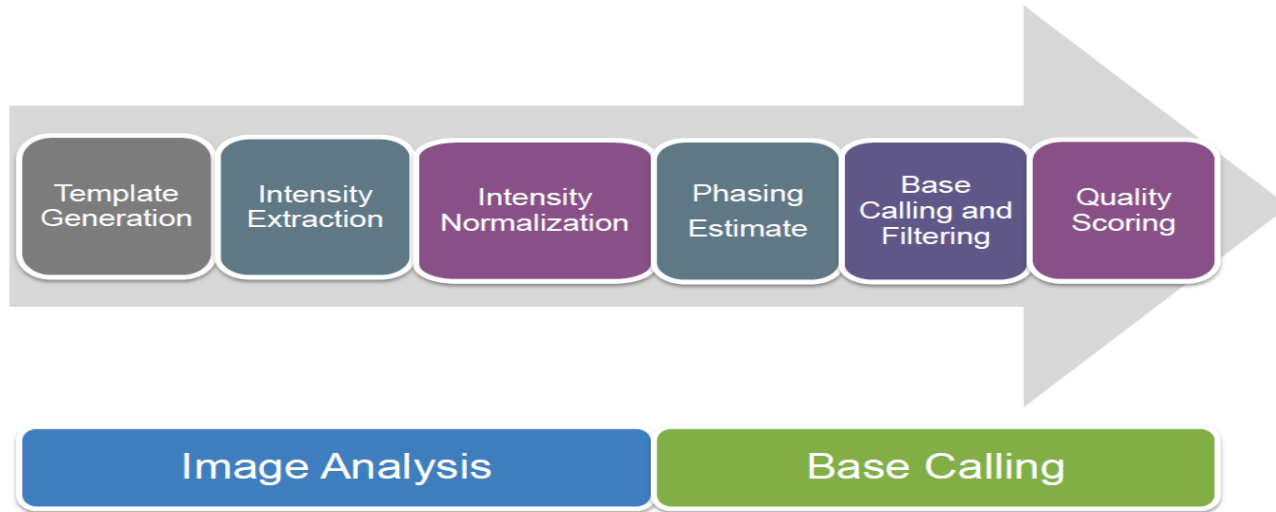 Template
Generation
Intensity
Extraction
Intensity
Normalization
Phasing
Estimate
Base
Calling and
Filtering
Quality
Scoring
Image Analysis
Base Calling